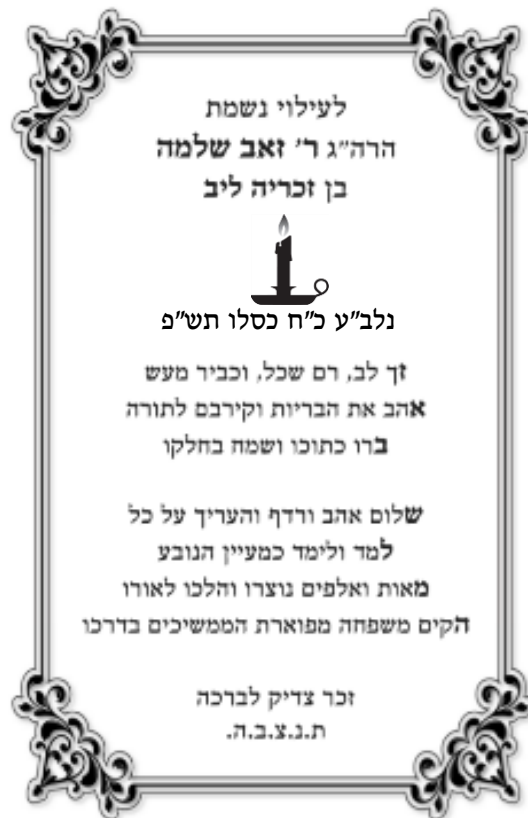 לעילוי נשמת
הרה"ג ר' זאב שלמה
בן זכריה ליב
נלב"ע כ"ח כסלו תש"פ
זך לב, רם שכל, וכביר מעש
אהב את הבריות וקירבם לתורה
ברו כתוכו ושמח בחלקו
שלום אהב ורדף והעריך על כל
למד ולימד כמעיין הנובע
מאות ואלפים נוצרו והלכו לאורו
הקים משפחה מפוארת הממשיכים בדרכו
זכר צדיק לברכה
ת.נ.צ.ב.ה.